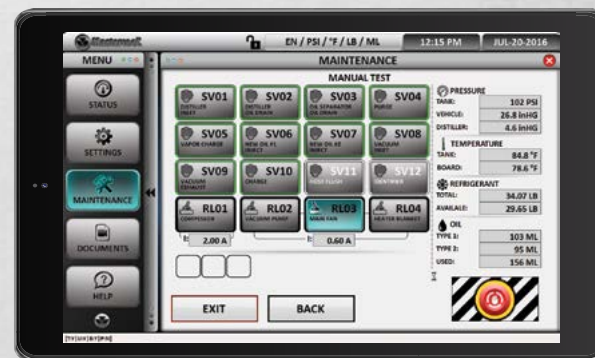 Mastercool
EN / PSI / °F / LB / ML
12:15 PM
JUL-20-2016
MENU
MAINTENANCE
MANUAL TEST
STATUS
SETTINGS
MAINTENANCE
DOCUMENTS
HELP
SV01
DISTILLER INLET
SV02
DISTILLER DRAIN
SV03
OIL SEPARATOR DRAIN
SV04
PURGE
SV05
VAPOR CHARGE
SV06
NEW OIL #1 INJECT
SV07
NEW OIL #2 INJECT
SV08
VACUUM INLET
SV09
VACUUM EXHAUST
SV10
CHARGE
SV11
HOSE FLUSH
SV12
IDENTIFIER
RL01
COMPRESSOR
RL02
VACUUM PUMP
RL03
MAIN FAN
RL04
HEATER BLANKET
I: 2.00 A
I: 0.60 A
EXIT
BACK
PRESSURE
TANK: 102 PSI
VEHICLE: 26.8 inHG
DISTILLER: 4.6 inHG
TEMPERATURE
TANK: 84.8 °F
BOARD: 78.6 °F
REFRIGERANT
TOTAL: 34.07 LB
AVAILALE: 29.65 LB
OIL
TYPE 1: 103 ML
TYPE 2: 95 ML
USED: 156 ML